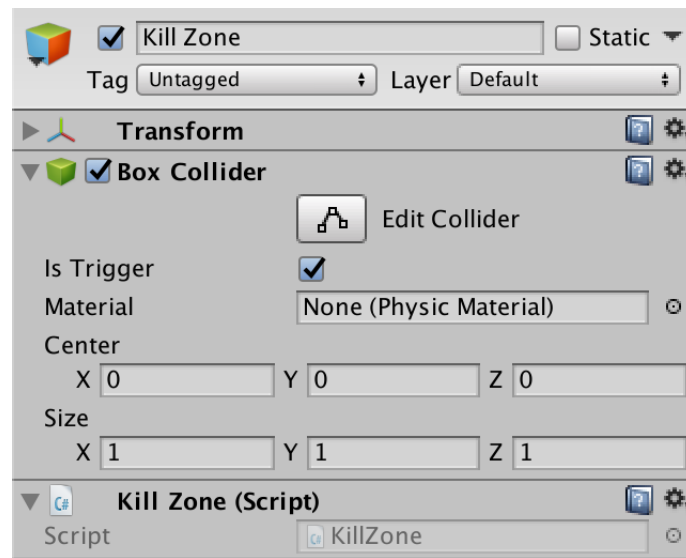 Kill Zone Static
Tag Untagged Layer Default
Transform
Box Collider
Edit Collider
Is Trigger
Material None (Physic Material)
Center
X 0 Y 0 Z 0
Size
X 1 Y 1 Z 1
C# Kill Zone (Script)
Script C# KillZone